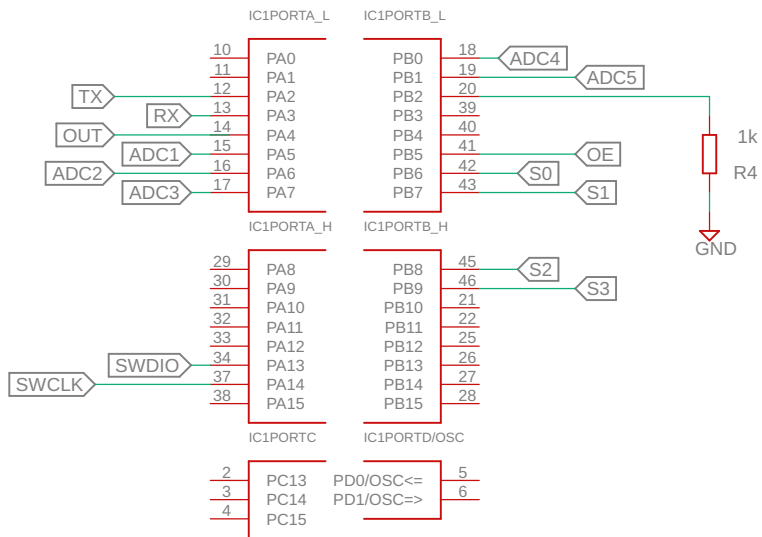 IC1PORTA_L IC1PORTB_L
10 PA0 PB0 18 ADC4
11 PA1 PB1 19 ADC5
TX 12 PA2 PB2 20
RX 13 PA3 PB3 39
OUT 14 PA4 PB4 40
ADC1 15 PA5 PB5 41 OE
ADC2 16 PA6 PB6 42 S0
ADC3 17 PA7 PB7 43 S1
1k
R4
GND
IC1PORTA_H IC1PORTB_H
29 PA8 PB8 45 S2
30 PA9 PB9 46 S3
31 PA10 PB10 21
32 PA11 PB11 22
33 PA12 PB12 25
SWDIO 34 PA13 PB13 26
SWCLK 37 PA14 PB14 27
38 PA15 PB15 28
IC1PORTC IC1PORTD/OSC
2 PC13 PD0/OSC<= 5
3 PC14 PD1/OSC=> 6
4 PC15